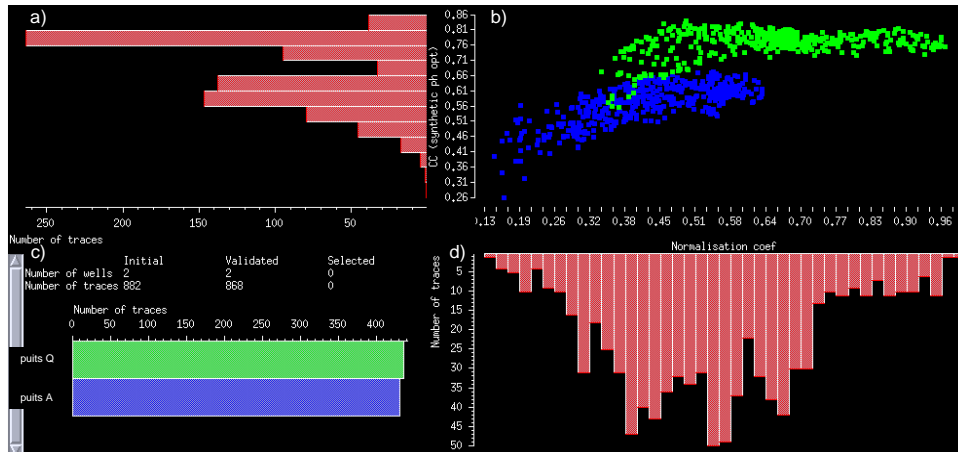 a)
250 200 150 100 50
Number of traces
b)
0.86
0.81
0.76
0.71
0.66
0.61
0.56
0.51
0.46
0.41
0.36
0.31
0.26
CC (synthetic ph opt)
0.13 0.19 0.26 0.32 0.38 0.45 0.51 0.58 0.64 0.70 0.77 0.83 0.90 0.96
Normalisation coef
c)
Initial Validated Selected
Number of wells 2 2 0
Number of traces 882 868 0
Number of traces
0 50 100 150 200 250 300 350 400
puits Q
puits A
d)
5
10
15
20
25
30
35
40
45
50
Number of traces